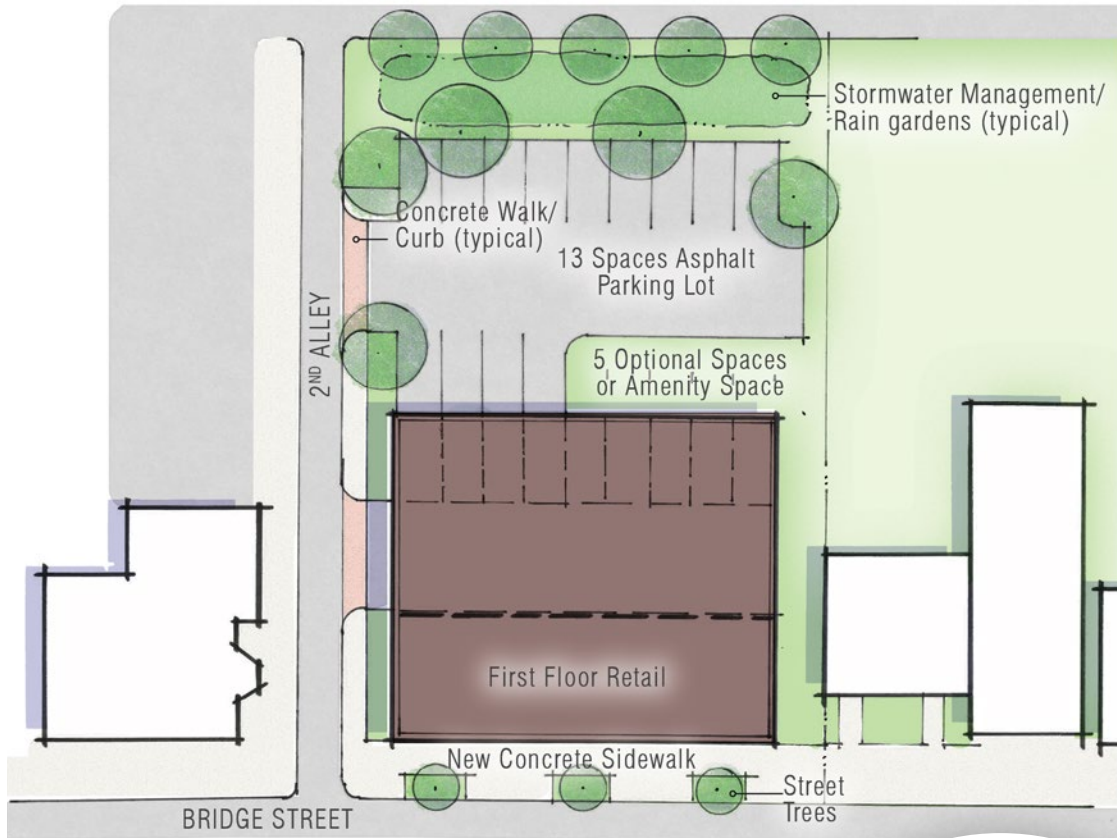 Stormwater Management/
Rain gardens (typical)
Concrete Walk/
Curb (typical)
13 Spaces Asphalt
Parking Lot
2ND ALLEY
5 Optional Spaces
or Amenity Space
First Floor Retail
New Concrete Sidewalk
Street
Trees
BRIDGE STREET